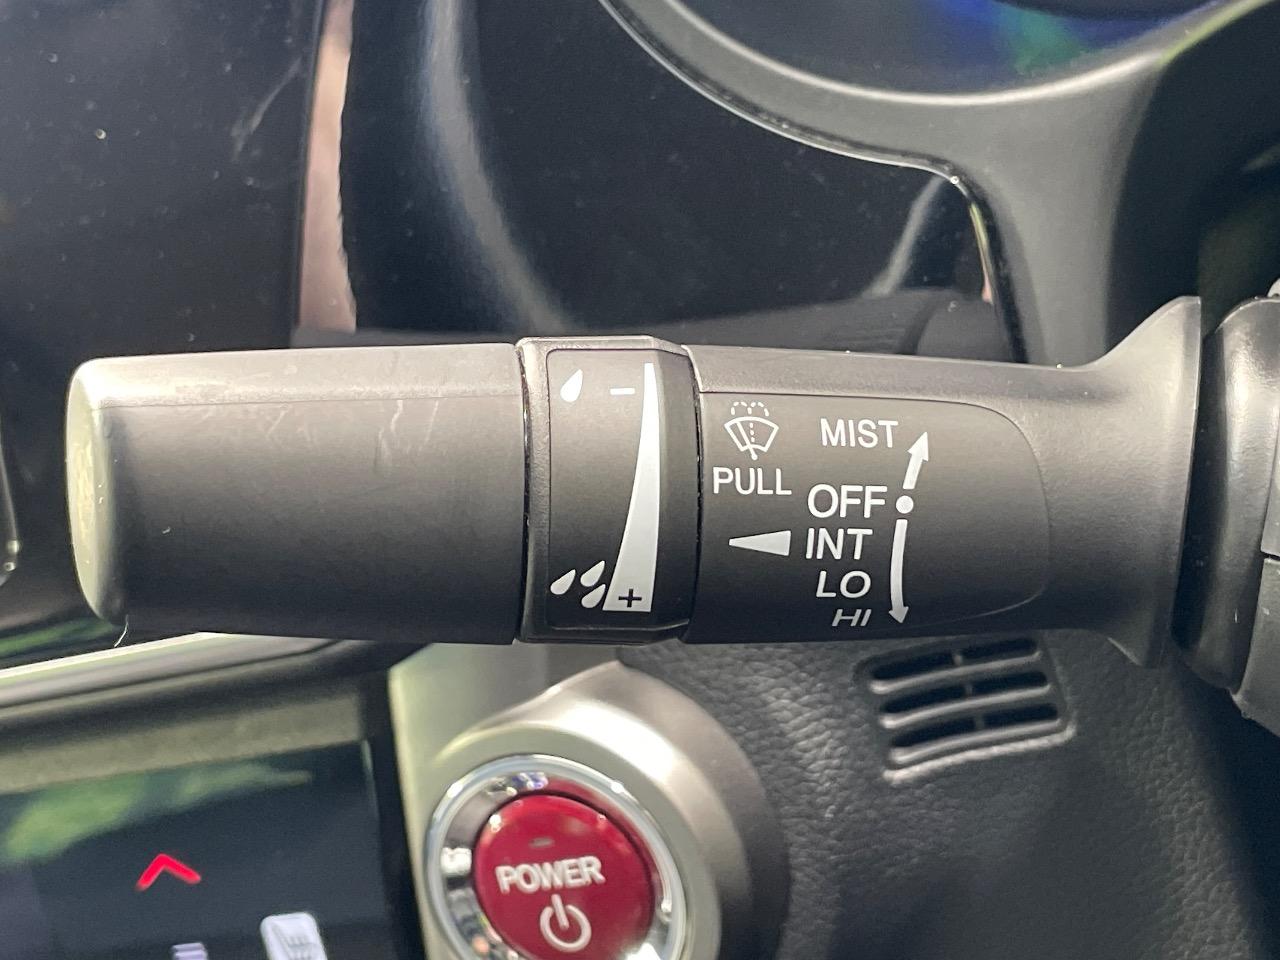 −
+
PULL
MIST
OFF
INT
LO
HI
POWER